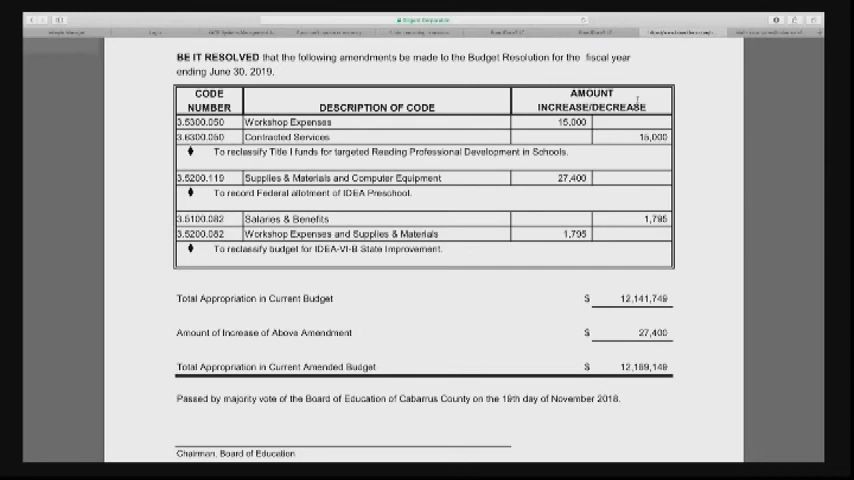 Edgent Corporation
Log in
BE IT RESOLVED that the following amendments be made to the Budget Resolution for the fiscal year
ending June 30, 2019.
CODE NUMBER DESCRIPTION OF CODE AMOUNT INCREASE/DECREASE
3.5300.050 Workshop Expenses 15,000
3.6300.050 Contracted Services 15,000
♦ To reclassify Title I funds for targeted Reading Professional Development in Schools.
3.5200.119 Supplies & Materials and Computer Equipment 27,400
♦ To record Federal allotment of IDEA Preschool.
3.5100.082 Salaries & Benefits 1,795
3.5200.082 Workshop Expenses and Supplies & Materials 1,795
♦ To reclassify budget for IDEA-VI-B State Improvement.
Total Appropriation in Current Budget $ 12,141,749
Amount of Increase of Above Amendment $ 27,400
Total Appropriation in Current Amended Budget $ 12,169,149
Passed by majority vote of the Board of Education of Cabarrus County on the 19th day of November 2018.
Chairman, Board of Education